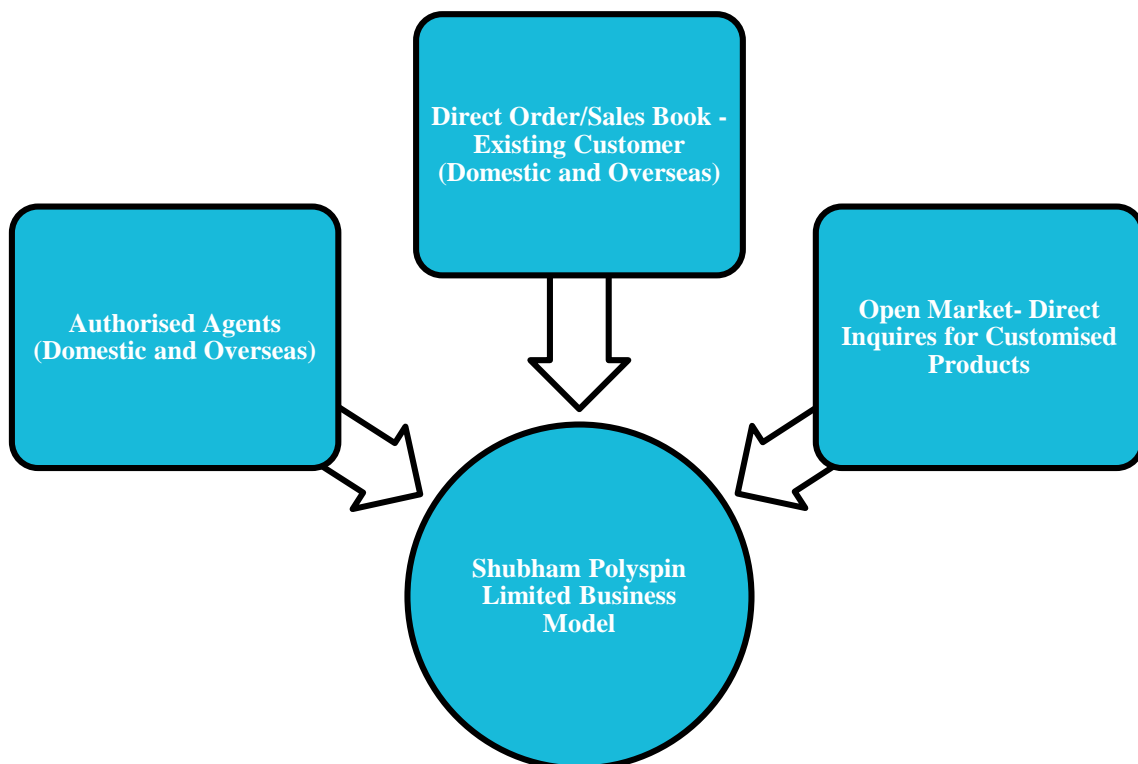 Direct Order/Sales Book -
Existing Customer
(Domestic and Overseas)
Authorised Agents
(Domestic and Overseas)
Open Market- Direct
Inquires for Customised
Products
Shubham Polyspin
Limited Business
Model